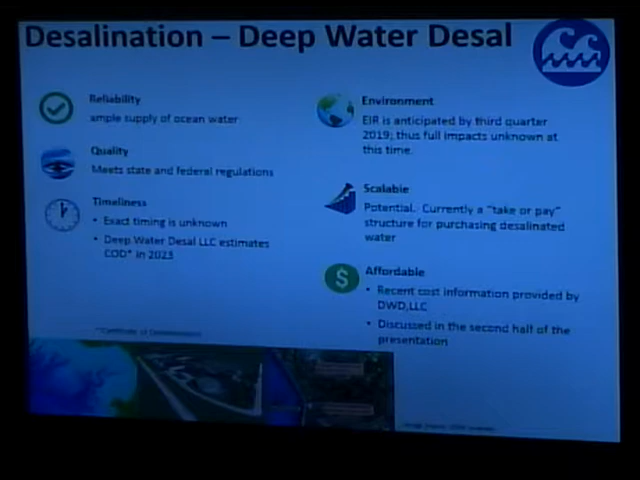 Desalination – Deep Water Desal
Reliability
ample supply of ocean water
Quality
Meets state and federal regulations
Timeliness
• Exact timing is unknown
• Deep Water Desal LLC estimates
COD* in 2023
Environment
EIR is anticipated by third quarter
2019; thus full impacts unknown at
this time.
Scalable
Potential. Currently a "take or pay"
structure for purchasing desalinated
water
$
Affordable
• Recent cost information provided by
DWD,LLC
• Discussed in the second half of the
presentation